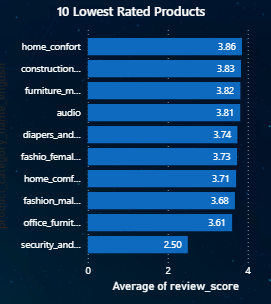 10 Lowest Rated Products
home_confort 3.86
construction... 3.83
furniture_m... 3.82
audio 3.81
diapers_and... 3.74
fashio_femal... 3.73
home_comf... 3.71
fashion_mal... 3.68
office_furnit... 3.61
security_and... 2.50
0 2 4
Average of review_score
product_category_name_english